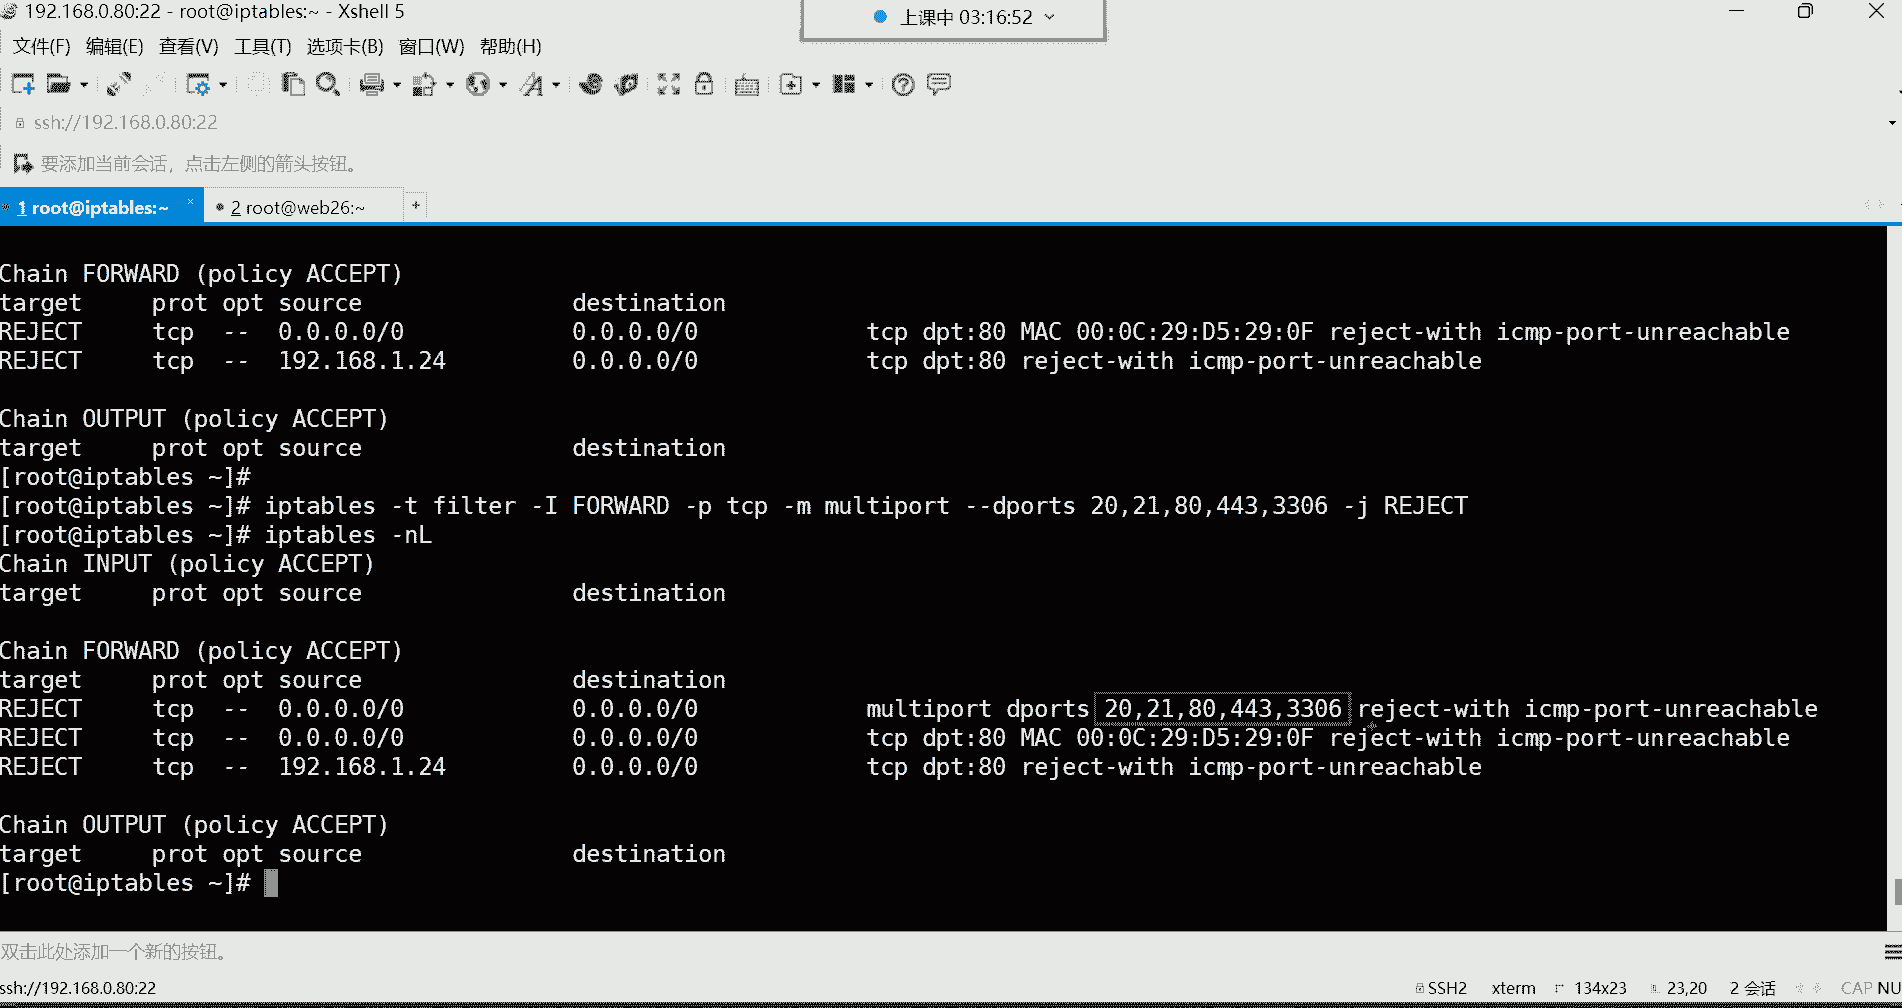 192.168.0.80:22 - root@iptables:~ - Xshell 5
上课中 03:16:52
文件(F) 编辑(E) 查看(V) 工具(T) 选项卡(B) 窗口(W) 帮助(H)
ssh://192.168.0.80:22
要添加当前会话，点击左侧的箭头按钮。
1 root@iptables:~ × 2 root@web26:~ +
Chain FORWARD (policy ACCEPT)
target     prot opt source               destination
REJECT     tcp  --  0.0.0.0/0            0.0.0.0/0            tcp dpt:80 MAC 00:0C:29:D5:29:0F reject-with icmp-port-unreachable
REJECT     tcp  --  192.168.1.24         0.0.0.0/0            tcp dpt:80 reject-with icmp-port-unreachable
Chain OUTPUT (policy ACCEPT)
target     prot opt source               destination
[root@iptables ~]#
[root@iptables ~]# iptables -t filter -I FORWARD -p tcp -m multiport --dports 20,21,80,443,3306 -j REJECT
[root@iptables ~]# iptables -nL
Chain INPUT (policy ACCEPT)
target     prot opt source               destination
Chain FORWARD (policy ACCEPT)
target     prot opt source               destination
REJECT     tcp  --  0.0.0.0/0            0.0.0.0/0            multiport dports 20,21,80,443,3306 reject-with icmp-port-unreachable
REJECT     tcp  --  0.0.0.0/0            0.0.0.0/0            tcp dpt:80 MAC 00:0C:29:D5:29:0F reject-with icmp-port-unreachable
REJECT     tcp  --  192.168.1.24         0.0.0.0/0            tcp dpt:80 reject-with icmp-port-unreachable
Chain OUTPUT (policy ACCEPT)
target     prot opt source               destination
[root@iptables ~]#
双击此处添加一个新的按钮。
ssh://192.168.0.80:22 SSH2 xterm 134x23 23,20 2 会话 CAP NU